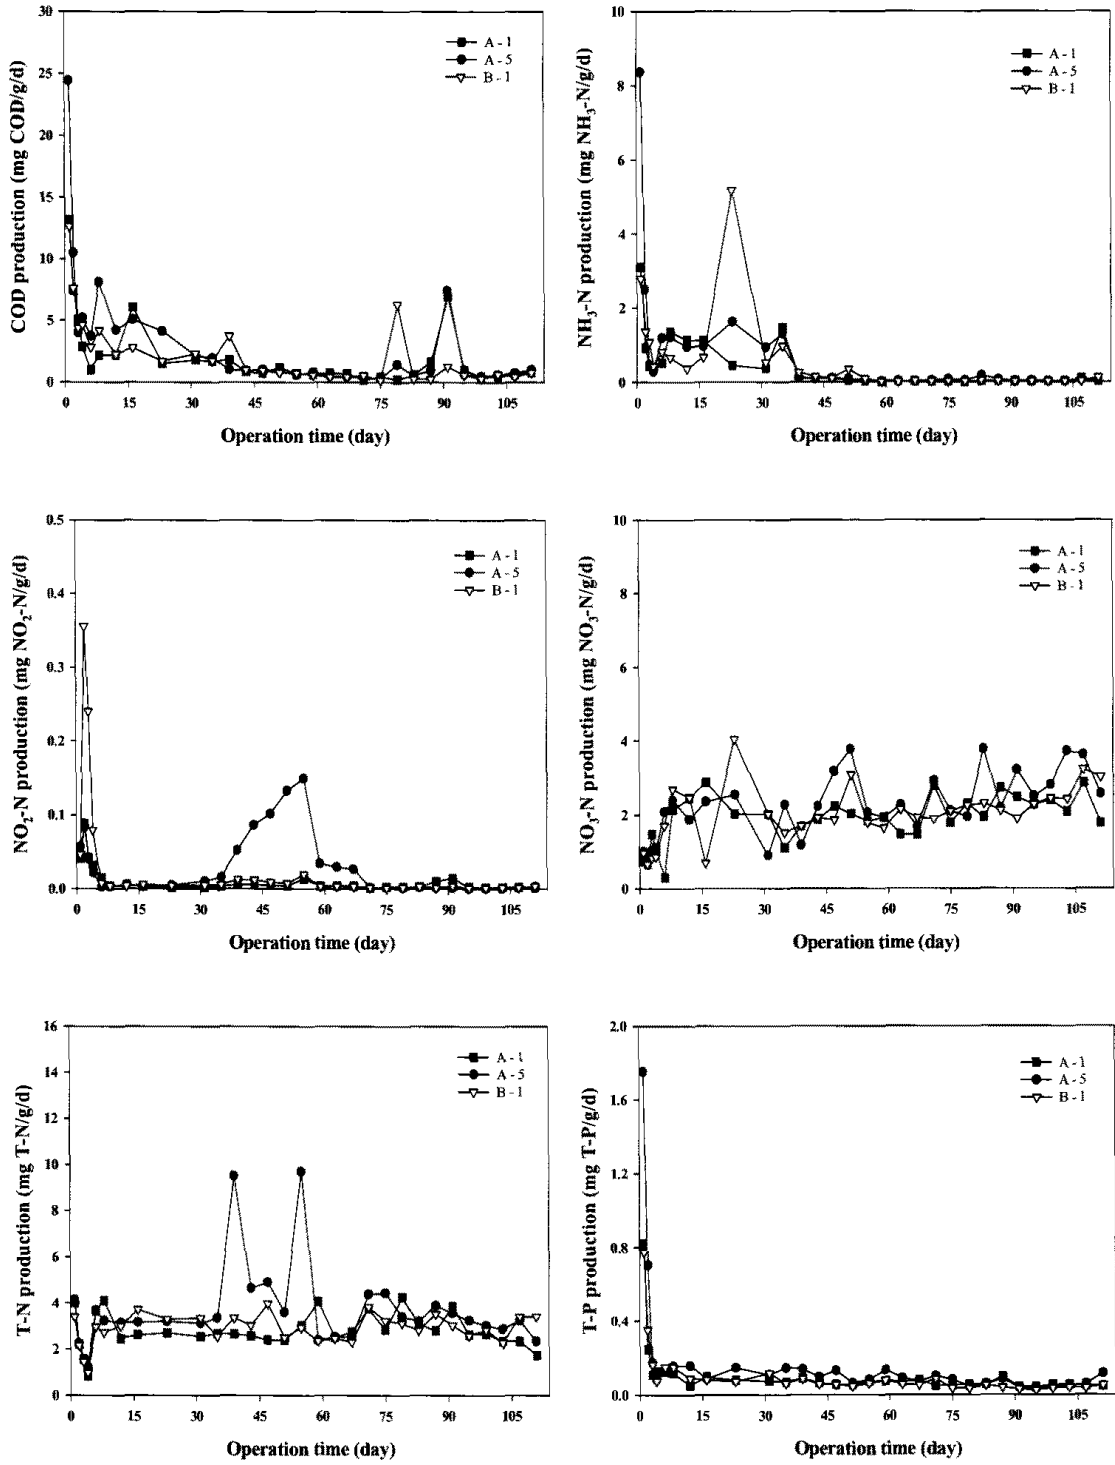 COD production (mg COD/g/d)
30
25
20
15
10
5
0
A - 1
A - 5
B - 1
0 15 30 45 60 75 90 105
Operation time (day)
NH3-N production (mg NH3-N/g/d)
10
8
6
4
2
0
A - 1
A - 5
B - 1
0 15 30 45 60 75 90 105
Operation time (day)
NO2-N production (mg NO2-N/g/d)
0.5
0.4
0.3
0.2
0.1
0.0
A - 1
A - 5
B - 1
0 15 30 45 60 75 90 105
Operation time (day)
NO3-N production (mg NO3-N/g/d)
10
8
6
4
2
0
A - 1
A - 5
B - 1
0 15 30 45 60 75 90 105
Operation time (day)
T-N production (mg T-N/g/d)
16
14
12
10
8
6
4
2
0
A - 1
A - 5
B - 1
0 15 30 45 60 75 90 105
Operation time (day)
T-P production (mg T-P/g/d)
2.0
1.6
1.2
0.8
0.4
0.0
A - 1
A - 5
B - 1
0 15 30 45 60 75 90 105
Operation time (day)